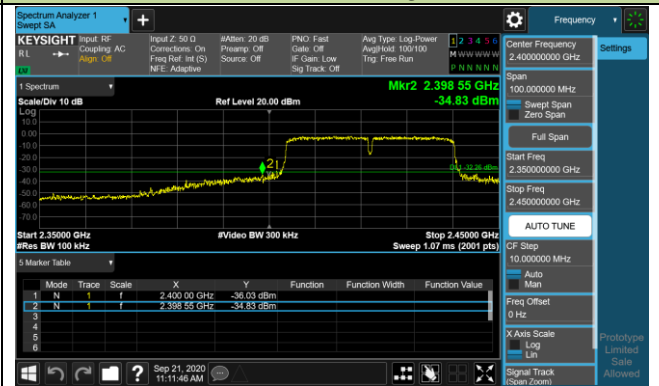 Spectrum Analyzer 1
Swept SA
+
Frequency
KEYSIGHT
RL
Input: RF
Coupling: AC
Align: Off
Input Z: 50 Ω
Corrections: On
Freq Ref: Int (S)
NFE: Adaptive
#Atten: 20 dB
Preamp: Off
Source: Off
PNO: Fast
Gate: Off
IF Gain: Low
Sig Track: Off
Avg Type: Log-Power
Avg|Hold: 100/100
Trig: Free Run
1 2 3 4 5 6
M W W W W W
P N N N N N
1 Spectrum
Scale/Div 10 dB
Log
Ref Level 20.00 dBm
Mkr2 2.398 55 GHz
-34.83 dBm
10.0
0.00
-10.0
-20.0
-30.0
-40.0
-50.0
-60.0
-70.0
2
1
DL1 -32.26 dBm
Start 2.35000 GHz
#Res BW 100 kHz
#Video BW 300 kHz
Stop 2.45000 GHz
Sweep 1.07 ms (2001 pts)
5 Marker Table
Mode Trace Scale X Y Function Function Width Function Value
1 N 1 f 2.400 00 GHz -36.03 dBm
2 N 1 f 2.398 55 GHz -34.83 dBm
3
4
5
6
Sep 21, 2020
11:11:46 AM
?
Center Frequency
2.400000000 GHz
Settings
Span
100.000000 MHz
Swept Span
Zero Span
Full Span
Start Freq
2.350000000 GHz
Stop Freq
2.450000000 GHz
AUTO TUNE
CF Step
10.000000 MHz
Auto
Man
Freq Offset
0 Hz
X Axis Scale
Log
Lin
Signal Track
(Span Zoom)
Prototype
Limited
Sale
Allowed